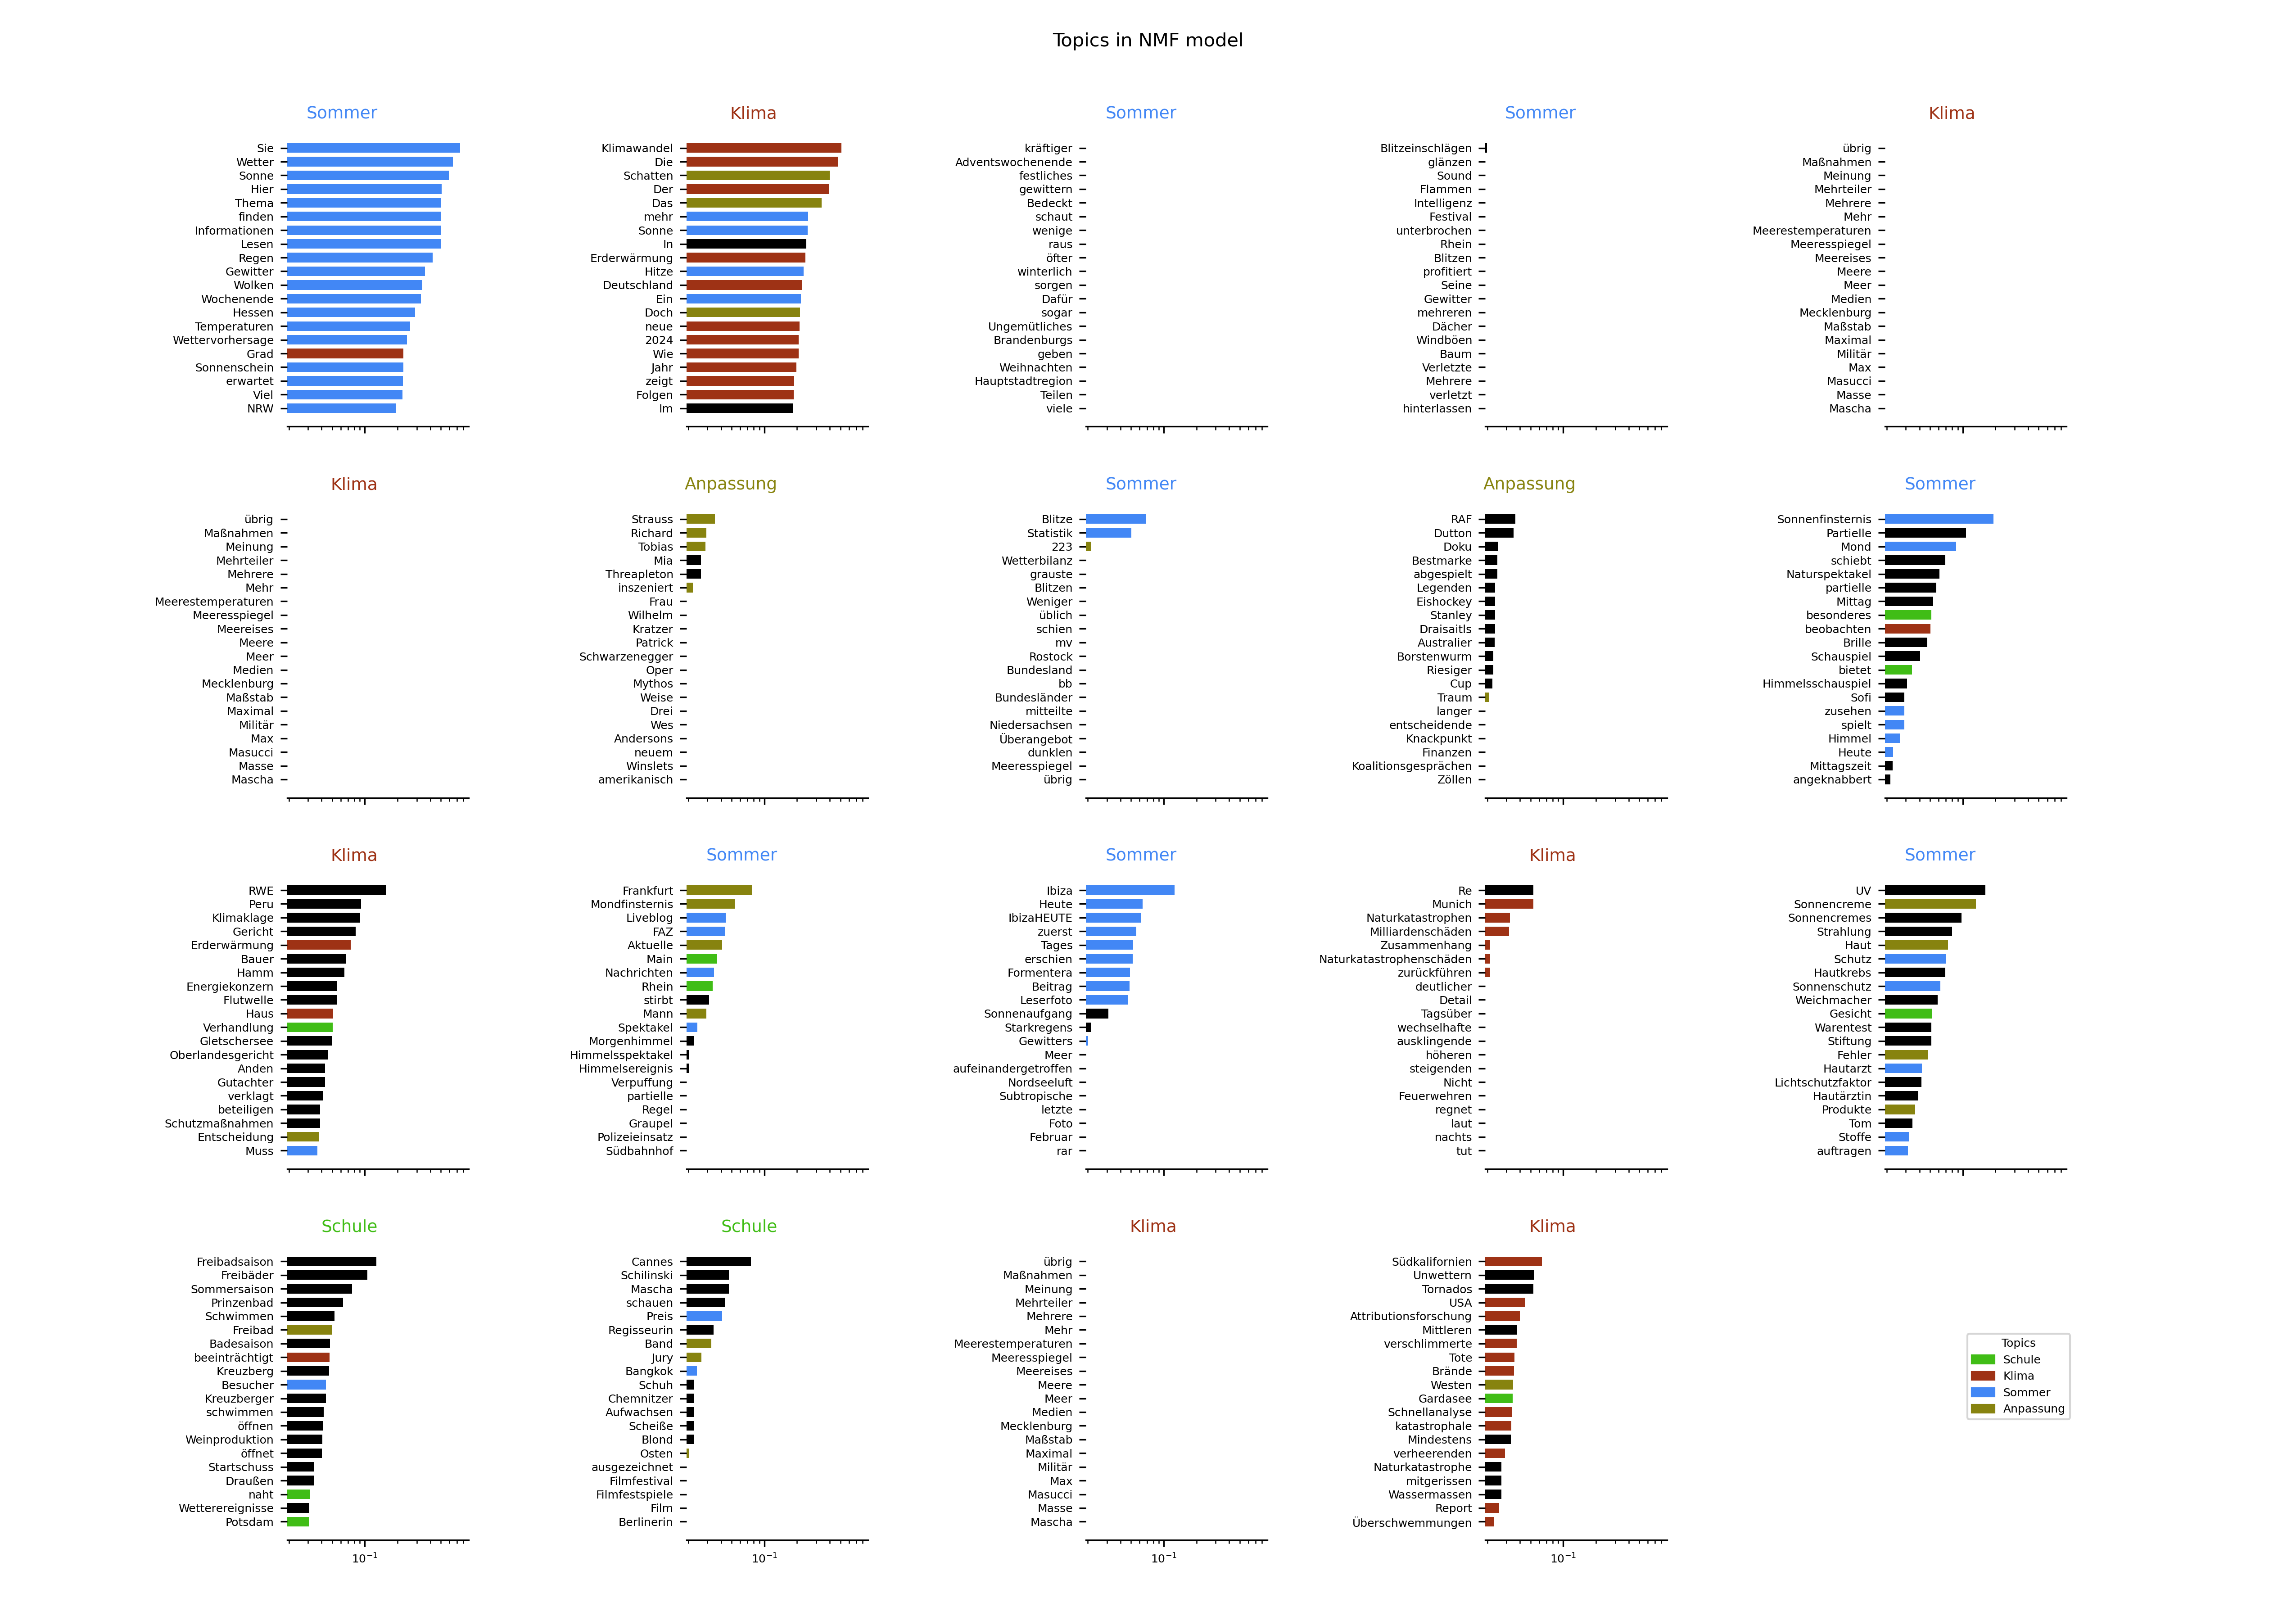 Topics in NMF model
Sommer
Sie
Wetter
Sonne
Hier
Thema
finden
Informationen
Lesen
Regen
Gewitter
Wolken
Wochenende
Hessen
Temperaturen
Wettervorhersage
Grad
Sonnenschein
erwartet
Viel
NRW
Klima
Klimawandel
Die
Schatten
Der
Das
mehr
Sonne
In
Erderwärmung
Hitze
Deutschland
Ein
Doch
neue
2024
Wie
Jahr
zeigt
Folgen
Im
Sommer
kräftiger
Adventswochenende
festliches
gewittern
Bedeckt
schaut
wenige
raus
öfter
winterlich
sorgen
Dafür
sogar
Ungemütliches
Brandenburgs
geben
Weihnachten
Hauptstadtregion
Teilen
viele
Sommer
Blitzeinschlägen
glänzen
Sound
Flammen
Intelligenz
Festival
unterbrochen
Rhein
Blitzen
profitiert
Seine
Gewitter
mehreren
Dächer
Windböen
Baum
Verletzte
Mehrere
verletzt
hinterlassen
Klima
übrig
Maßnahmen
Meinung
Mehrteiler
Mehrere
Mehr
Meerestemperaturen
Meeresspiegel
Meereises
Meere
Meer
Medien
Mecklenburg
Maßstab
Maximal
Militär
Max
Masucci
Masse
Mascha
Klima
übrig
Maßnahmen
Meinung
Mehrteiler
Mehrere
Mehr
Meerestemperaturen
Meeresspiegel
Meereises
Meere
Meer
Medien
Mecklenburg
Maßstab
Maximal
Militär
Max
Masucci
Masse
Mascha
Anpassung
Strauss
Richard
Tobias
Mia
Threapleton
inszeniert
Frau
Wilhelm
Kratzer
Patrick
Schwarzenegger
Oper
Mythos
Weise
Drei
Wes
Andersons
neuem
Winslets
amerikanisch
Sommer
Blitze
Statistik
223
Wetterbilanz
grauste
Blitzen
Weniger
üblich
schien
mv
Rostock
Bundesland
bb
Bundesländer
mitteilte
Niedersachsen
Überangebot
dunklen
Meeresspiegel
übrig
Anpassung
RAF
Dutton
Doku
Bestmarke
abgespielt
Legenden
Eishockey
Stanley
Draisaitls
Australier
Borstenwurm
Riesiger
Cup
Traum
langer
entscheidende
Knackpunkt
Finanzen
Koalitionsgesprächen
Zöllen
Sommer
Sonnenfinsternis
Partielle
Mond
schiebt
Naturspektakel
partielle
Mittag
besonderes
beobachten
Brille
Schauspiel
bietet
Himmelsschauspiel
Sofi
zusehen
spielt
Himmel
Heute
Mittagszeit
angeknabbert
Klima
RWE
Peru
Klimaklage
Gericht
Erderwärmung
Bauer
Hamm
Energiekonzern
Flutwelle
Haus
Verhandlung
Gletschersee
Oberlandesgericht
Anden
Gutachter
verklagt
beteiligen
Schutzmaßnahmen
Entscheidung
Muss
Sommer
Frankfurt
Mondfinsternis
Liveblog
FAZ
Aktuelle
Main
Nachrichten
Rhein
stirbt
Mann
Spektakel
Morgenhimmel
Himmelsspektakel
Himmelsereignis
Verpuffung
partielle
Regel
Graupel
Polizeieinsatz
Südbahnhof
Sommer
Ibiza
Heute
IbizaHEUTE
zuerst
Tages
erschien
Formentera
Beitrag
Leserfoto
Sonnenaufgang
Starkregens
Gewitters
Meer
aufeinandergetroffen
Nordseeluft
Subtropische
letzte
Foto
Februar
rar
Klima
Re
Munich
Naturkatastrophen
Milliardenschäden
Zusammenhang
Naturkatastrophenschäden
zurückführen
deutlicher
Detail
Tagsüber
wechselhafte
ausklingende
höheren
steigenden
Nicht
Feuerwehren
regnet
laut
nachts
tut
Sommer
UV
Sonnencreme
Sonnencremes
Strahlung
Haut
Schutz
Hautkrebs
Sonnenschutz
Weichmacher
Gesicht
Warentest
Stiftung
Fehler
Hautarzt
Lichtschutzfaktor
Hautärztin
Produkte
Tom
Stoffe
auftragen
Schule
Freibadsaison
Freibäder
Sommersaison
Prinzenbad
Schwimmen
Freibad
Badesaison
beeinträchtigt
Kreuzberg
Besucher
Kreuzberger
schwimmen
öffnen
Weinproduktion
öffnet
Startschuss
Draußen
naht
Wetterereignisse
Potsdam
10⁻¹
Schule
Cannes
Schilinski
Mascha
schauen
Preis
Regisseurin
Band
Jury
Bangkok
Schuh
Chemnitzer
Aufwachsen
Scheiße
Blond
Osten
ausgezeichnet
Filmfestival
Filmfestspiele
Film
Berlinerin
10⁻¹
Klima
übrig
Maßnahmen
Meinung
Mehrteiler
Mehrere
Mehr
Meerestemperaturen
Meeresspiegel
Meereises
Meere
Meer
Medien
Mecklenburg
Maßstab
Maximal
Militär
Max
Masucci
Masse
Mascha
10⁻¹
Klima
Südkalifornien
Unwettern
Tornados
USA
Attributionsforschung
Mittleren
verschlimmerte
Tote
Brände
Westen
Gardasee
Schnellanalyse
katastrophale
Mindestens
verheerenden
Naturkatastrophe
mitgerissen
Wassermassen
Report
Überschwemmungen
10⁻¹
Topics
Schule
Klima
Sommer
Anpassung